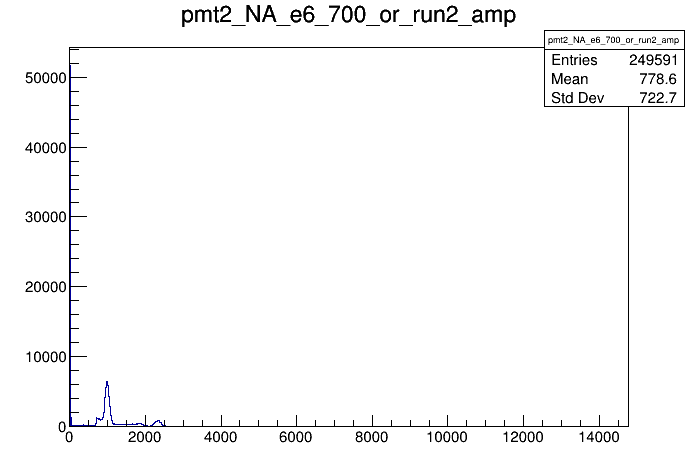 pmt2_NA_e6_700_or_run2_amp
pmt2_NA_e6_700_or_run2_amp
Entries 249591
Mean 778.6
Std Dev 722.7
50000
40000
30000
20000
10000
0
0 2000 4000 6000 8000 10000 12000 14000